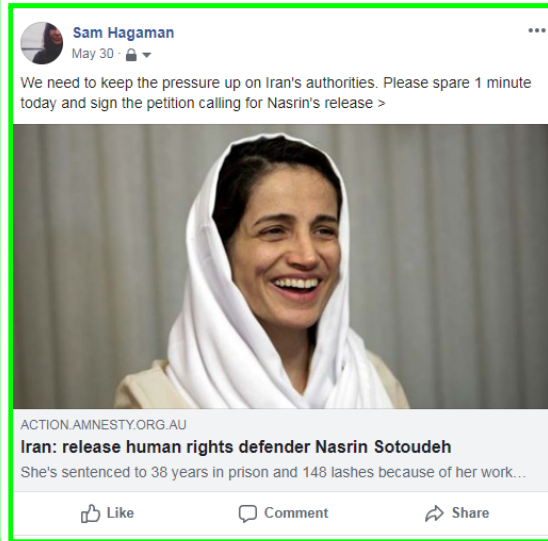 Sam Hagaman
May 30 ·
We need to keep the pressure up on Iran's authorities. Please spare 1 minute
today and sign the petition calling for Nasrin's release >
ACTION.AMNESTY.ORG.AU
Iran: release human rights defender Nasrin Sotoudeh
She's sentenced to 38 years in prison and 148 lashes because of her work…
Like Comment Share